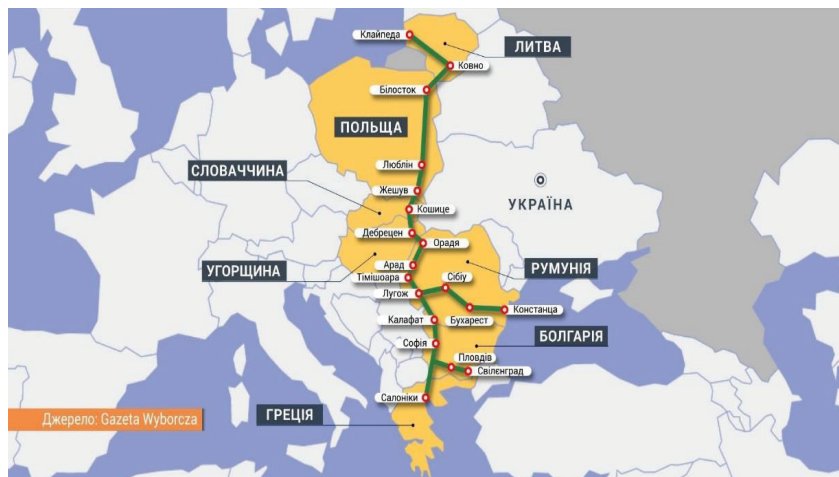 Клайпеда
ЛИТВА
Ковно
Білосток
ПОЛЬЩА
Люблін
СЛОВАЧЧИНА
Жешув
УКРАЇНА
Кошице
Дебрецен
Орадя
Арад
УГОРЩИНА
РУМУНІЯ
Тімішоара
Сібіу
Лугож
Констанца
Калафат
Бухарест
БОЛГАРІЯ
Софія
Пловдів
Свілєнград
Салоніки
ГРЕЦІЯ
Джерело: Gazeta Wyborcza